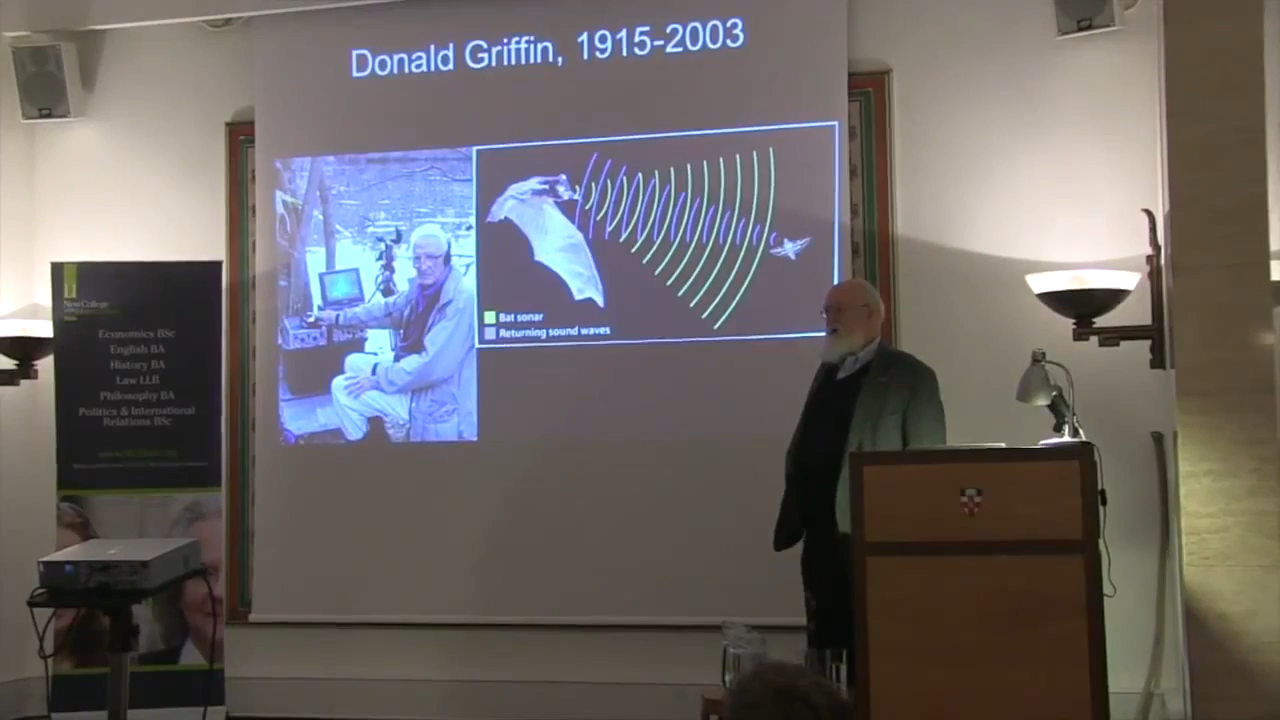 Donald Griffin, 1915-2003
Bat sonar
Returning sound waves
New College
Economics BSc
English BA
History BA
Law LLB
Philosophy BA
Politics & International
Relations BSc